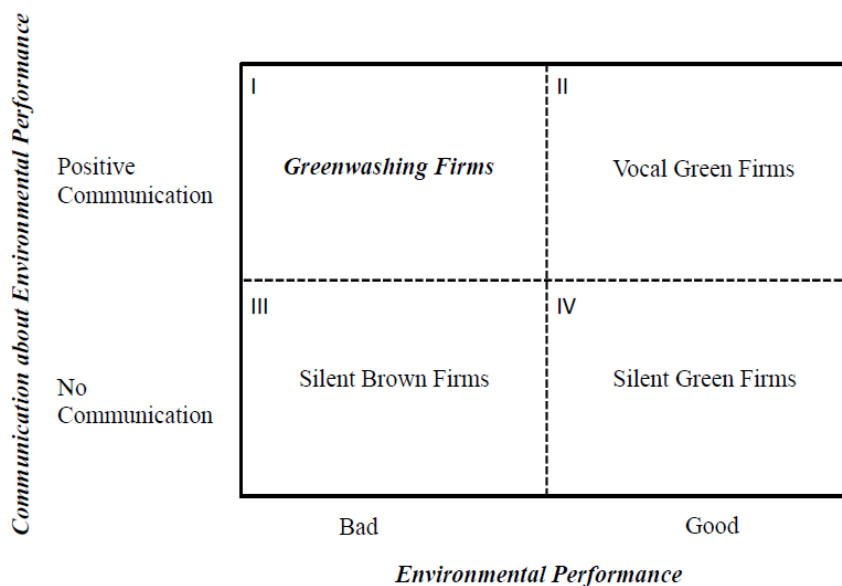 Communication about Environmental Performance
I
II
Positive
Communication
Greenwashing Firms
Vocal Green Firms
III
IV
No
Communication
Silent Brown Firms
Silent Green Firms
Bad
Good
Environmental Performance